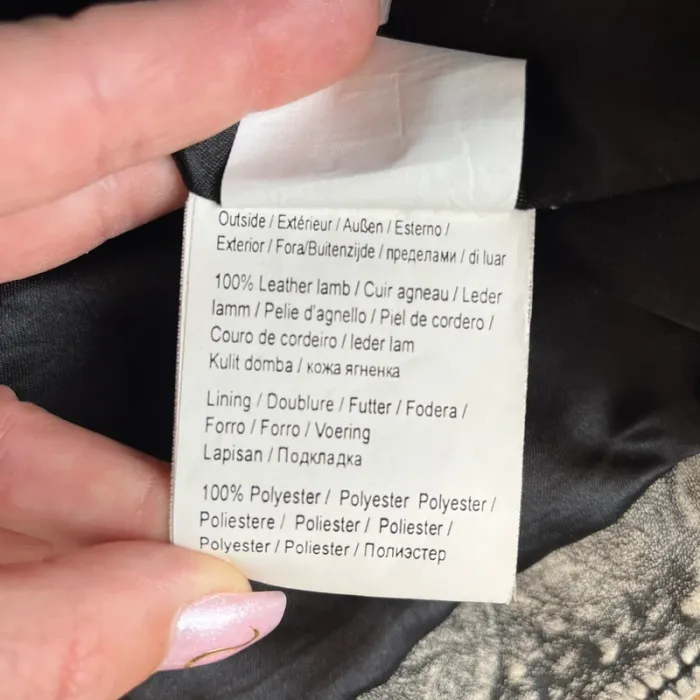 Outside / Extérieur / Außen / Esterno /
Exterior / Fora/Buitenzijde / пределами / di luar
100% Leather lamb / Cuir agneau / Leder
lamm / Pelie d'agnello / Piel de cordero /
Couro de cordeiro / leder lam
Kulit domba / кожа ягненка
Lining / Doublure / Futter / Fodera /
Forro / Forro / Voering
Lapisan / Подкладка
100% Polyester / Polyester Polyester /
Poliestere / Poliester / Poliester /
Polyester / Poliester / Полиэстер